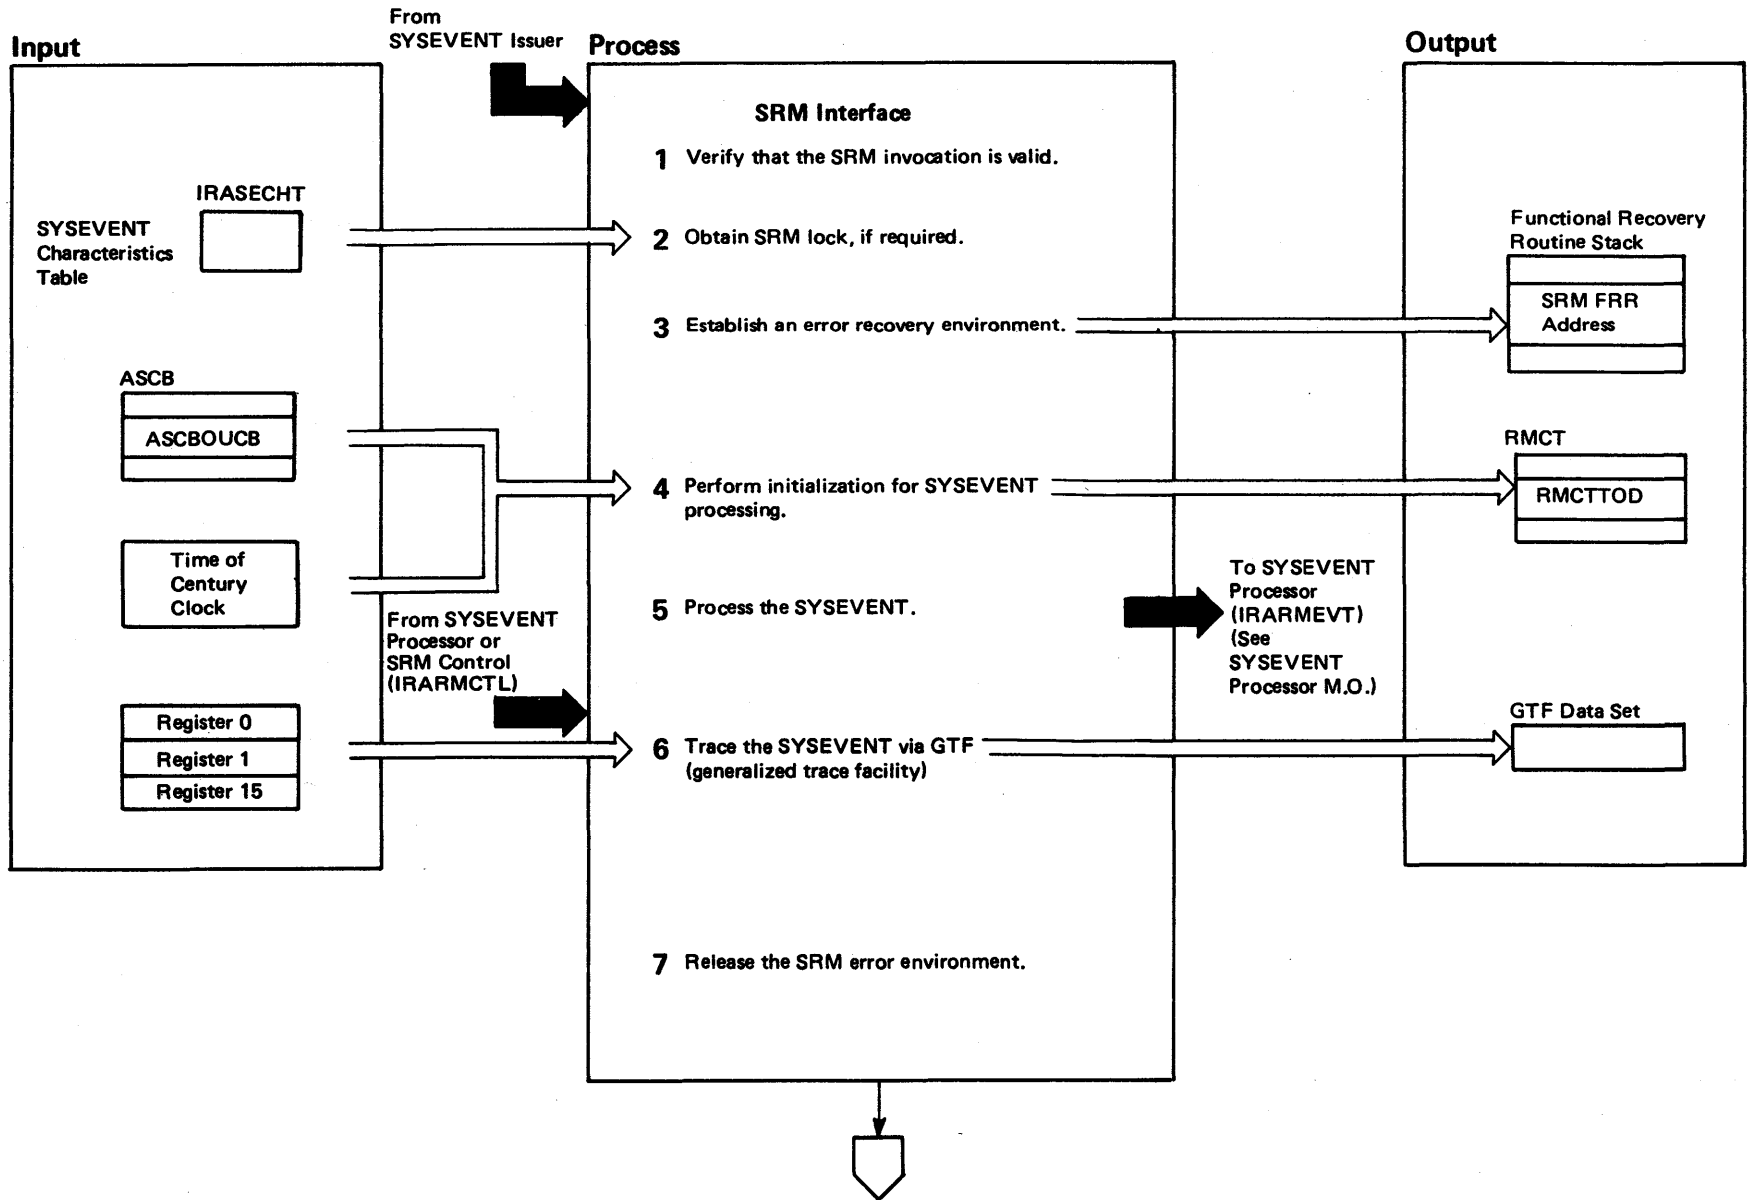 From
SYSEVENT Issuer
Input
Process
Output
SRM Interface
1 Verify that the SRM invocation is valid.
IRASECHT
SYSEVENT
Characteristics
Table
2 Obtain SRM lock, if required.
Functional Recovery
Routine Stack
SRM FRR
Address
3 Establish an error recovery environment.
ASCB
ASCBOUCB
RMCT
RMCTTOD
4 Perform initialization for SYSEVENT
processing.
Time of
Century
Clock
5 Process the SYSEVENT.
To SYSEVENT
Processor
(IRARMEVT)
(See
SYSEVENT
Processor M.O.)
From SYSEVENT
Processor or
SRM Control
(IRARMCTL)
Register 0
Register 1
Register 15
6 Trace the SYSEVENT via GTF
(generalized trace facility)
GTF Data Set
7 Release the SRM error environment.